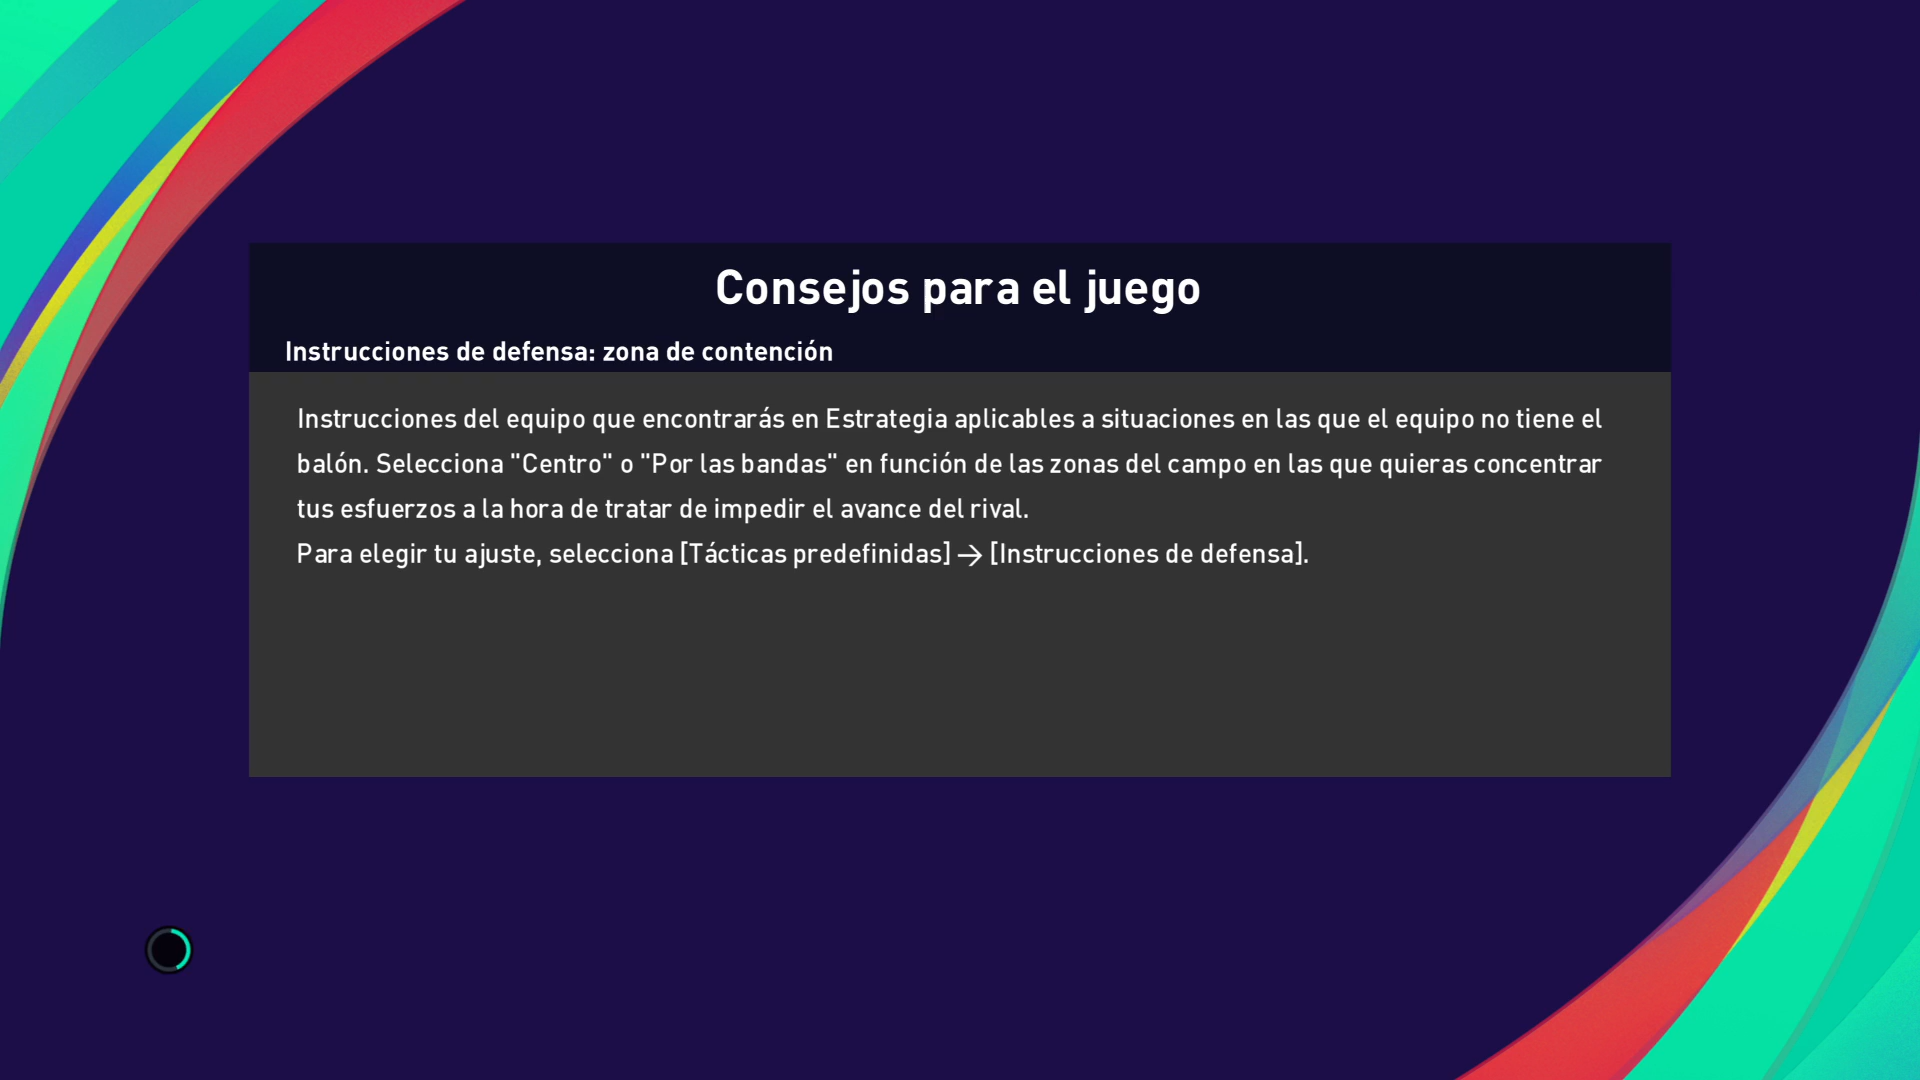 Consejos para el juego
Instrucciones de defensa: zona de contención
Instrucciones del equipo que encontrarás en Estrategia aplicables a situaciones en las que el equipo no tiene el
balón. Selecciona "Centro" o "Por las bandas" en función de las zonas del campo en las que quieras concentrar
tus esfuerzos a la hora de tratar de impedir el avance del rival.
Para elegir tu ajuste, selecciona [Tácticas predefinidas] → [Instrucciones de defensa].